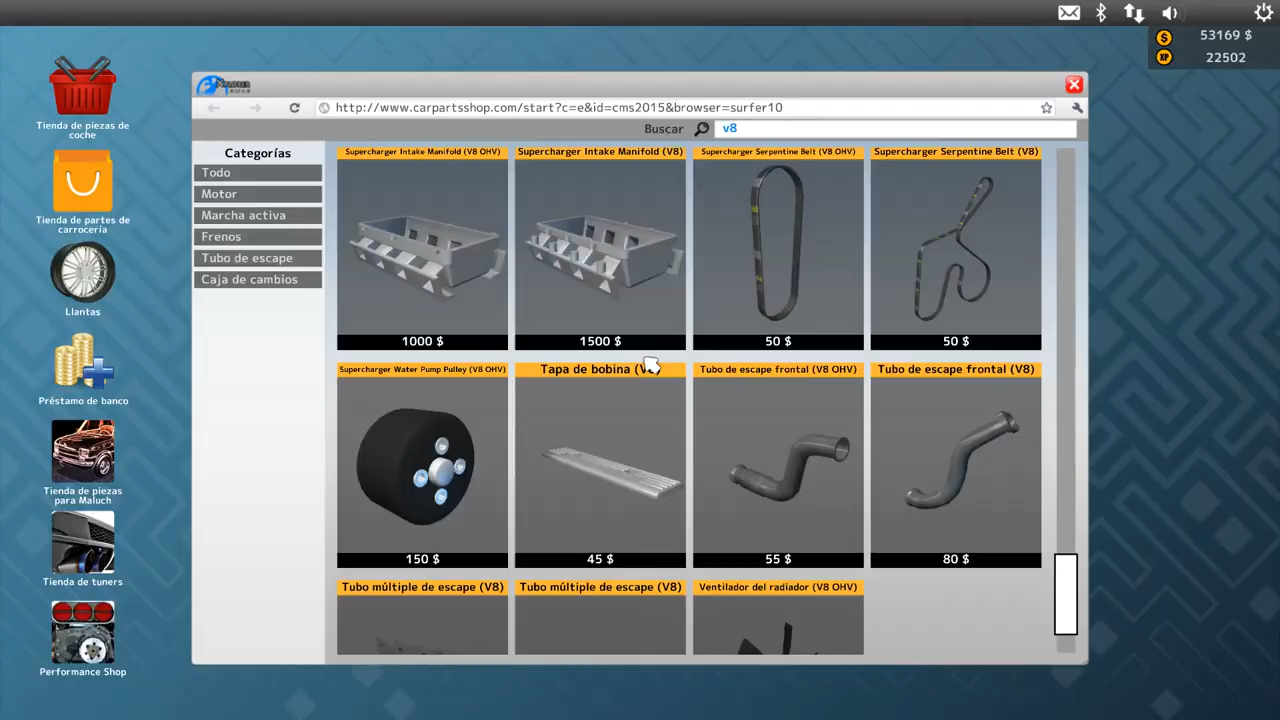 53169 $
22502
XPLORER
http://www.carpartsshop.com/start?c=e&id=cms2015&browser=surfer10
Buscar
v8
Tienda de piezas de
coche
Tienda de partes de
carrocería
Llantas
Préstamo de banco
Tienda de piezas
para Maluch
Tienda de tuners
Performance Shop
Categorías
Todo
Motor
Marcha activa
Frenos
Tubo de escape
Caja de cambios
Supercharger Intake Manifold (V8 OHV)
Supercharger Intake Manifold (V8)
Supercharger Serpentine Belt (V8 OHV)
Supercharger Serpentine Belt (V8)
1000 $
1500 $
50 $
50 $
Supercharger Water Pump Pulley (V8 OHV)
Tapa de bobina (V8)
Tubo de escape frontal (V8 OHV)
Tubo de escape frontal (V8)
150 $
45 $
55 $
80 $
Tubo múltiple de escape (V8)
Tubo múltiple de escape (V8)
Ventilador del radiador (V8 OHV)